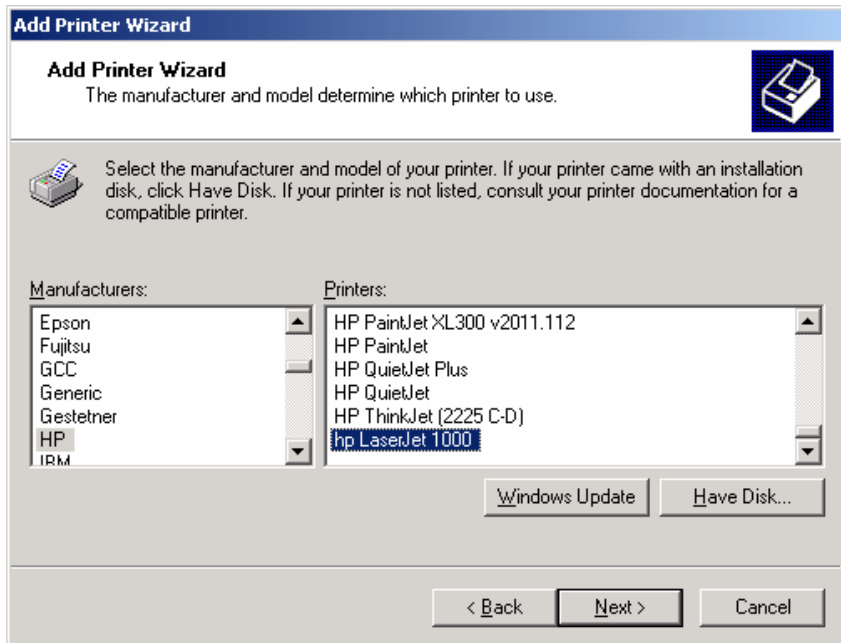 Add Printer Wizard
Add Printer Wizard
The manufacturer and model determine which printer to use.
Select the manufacturer and model of your printer. If your printer came with an installation
disk, click Have Disk. If your printer is not listed, consult your printer documentation for a
compatible printer.
Manufacturers:
Epson
Fujitsu
GCC
Generic
Gestetner
HP
IBM
Printers:
HP PaintJet XL300 v2011.112
HP PaintJet
HP QuietJet Plus
HP QuietJet
HP ThinkJet (2225 C-D)
hp LaserJet 1000
Windows Update
Have Disk...
< Back
Next >
Cancel